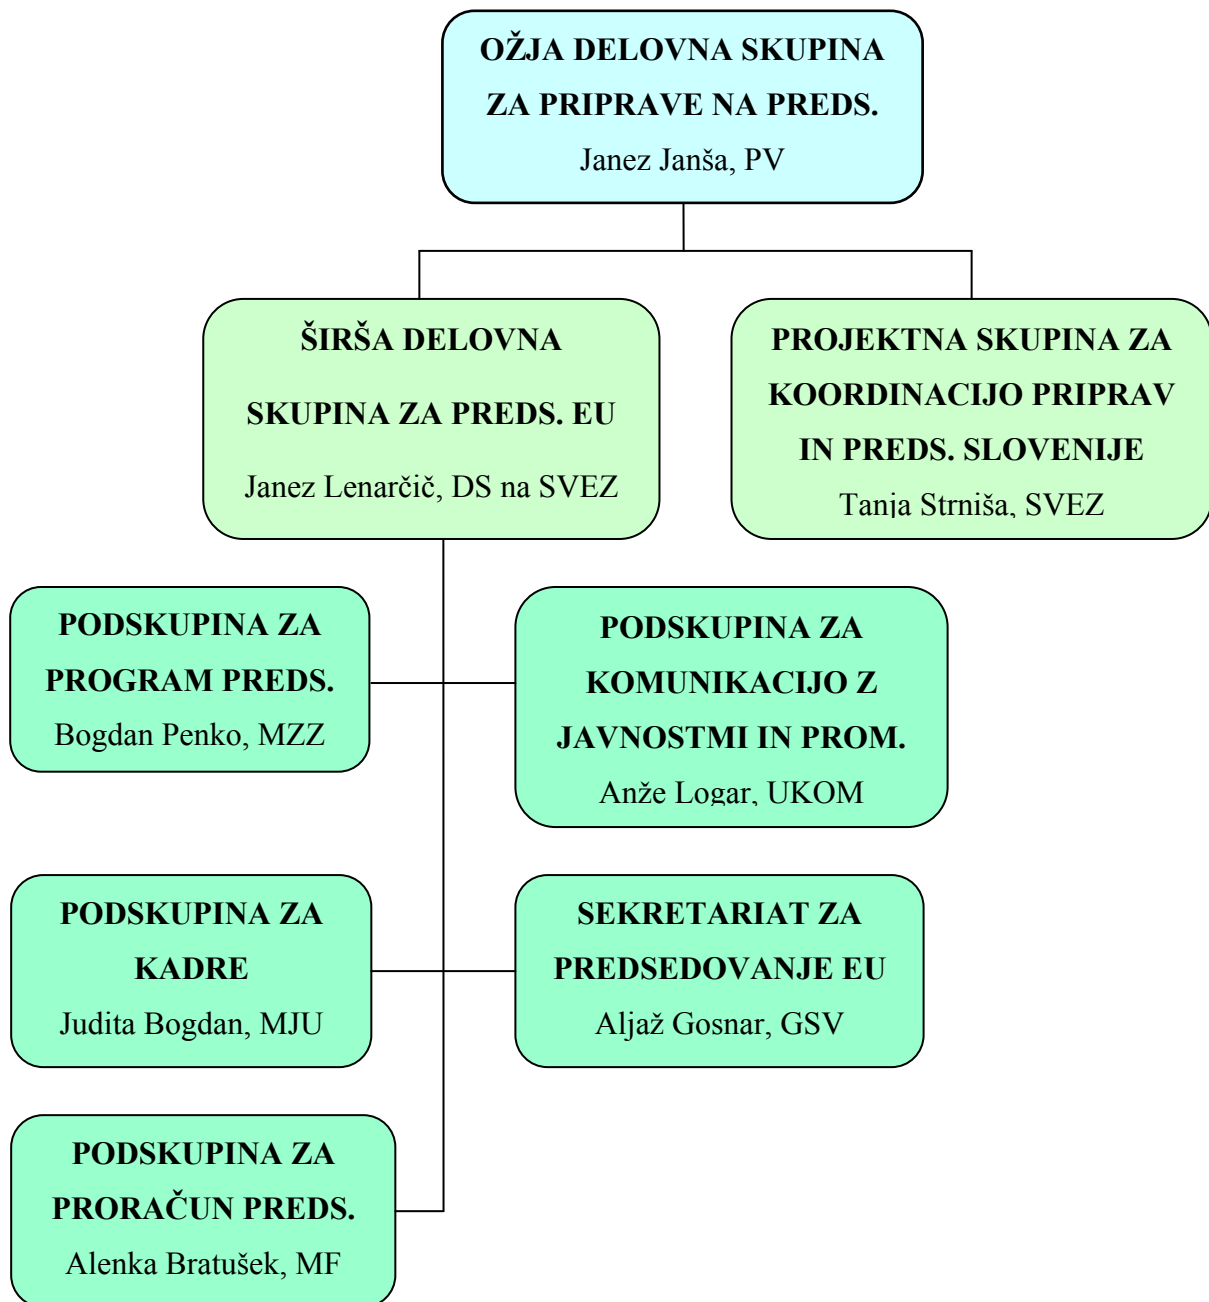 OŽJA DELOVNA SKUPINA
ZA PRIPRAVE NA PREDS.
Janez Janša, PV
ŠIRŠA DELOVNA
SKUPINA ZA PREDS. EU
Janez Lenarčič, DS na SVEZ
PROJEKTNA SKUPINA ZA
KOORDINACIJO PRIPRAV
IN PREDS. SLOVENIJE
Tanja Strniša, SVEZ
PODSKUPINA ZA
PROGRAM PREDS.
Bogdan Penko, MZZ
PODSKUPINA ZA
KOMUNIKACIJO Z
JAVNOSTMI IN PROM.
Anže Logar, UKOM
PODSKUPINA ZA
KADRE
Judita Bogdan, MJU
SEKRETARIAT ZA
PREDSEDOVANJE EU
Aljaž Gosnar, GSV
PODSKUPINA ZA
PRORAČUN PREDS.
Alenka Bratušek, MF